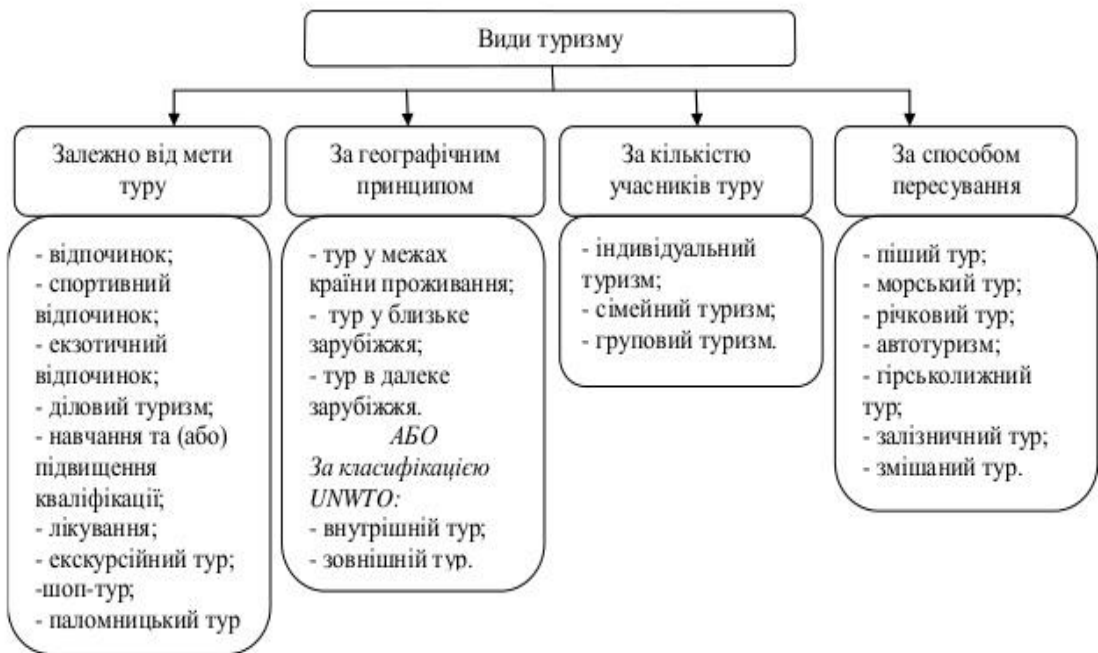 Види туризму
Залежно від мети
туру
- відпочинок;
- спортивний
відпочинок;
- екзотичний
відпочинок;
- діловий туризм;
- навчання та (або)
підвищення
кваліфікації;
- лікування;
- екскурсійний тур;
-шоп-тур;
- паломницький тур
За географічним
принципом
- тур у межах
країни проживання;
- тур у близьке
зарубіжжя;
- тур в далеке
зарубіжжя.
АБО
За класифікацією
UNWTO:
- внутрішній тур;
- зовнішній тур.
За кількістю
учасників туру
- індивідуальний
туризм;
- сімейний туризм;
- груповий туризм.
За способом
пересування
- піший тур;
- морський тур;
- річковий тур;
- автотуризм;
- гірськолижний
тур;
- залізничний тур;
- змішаний тур.